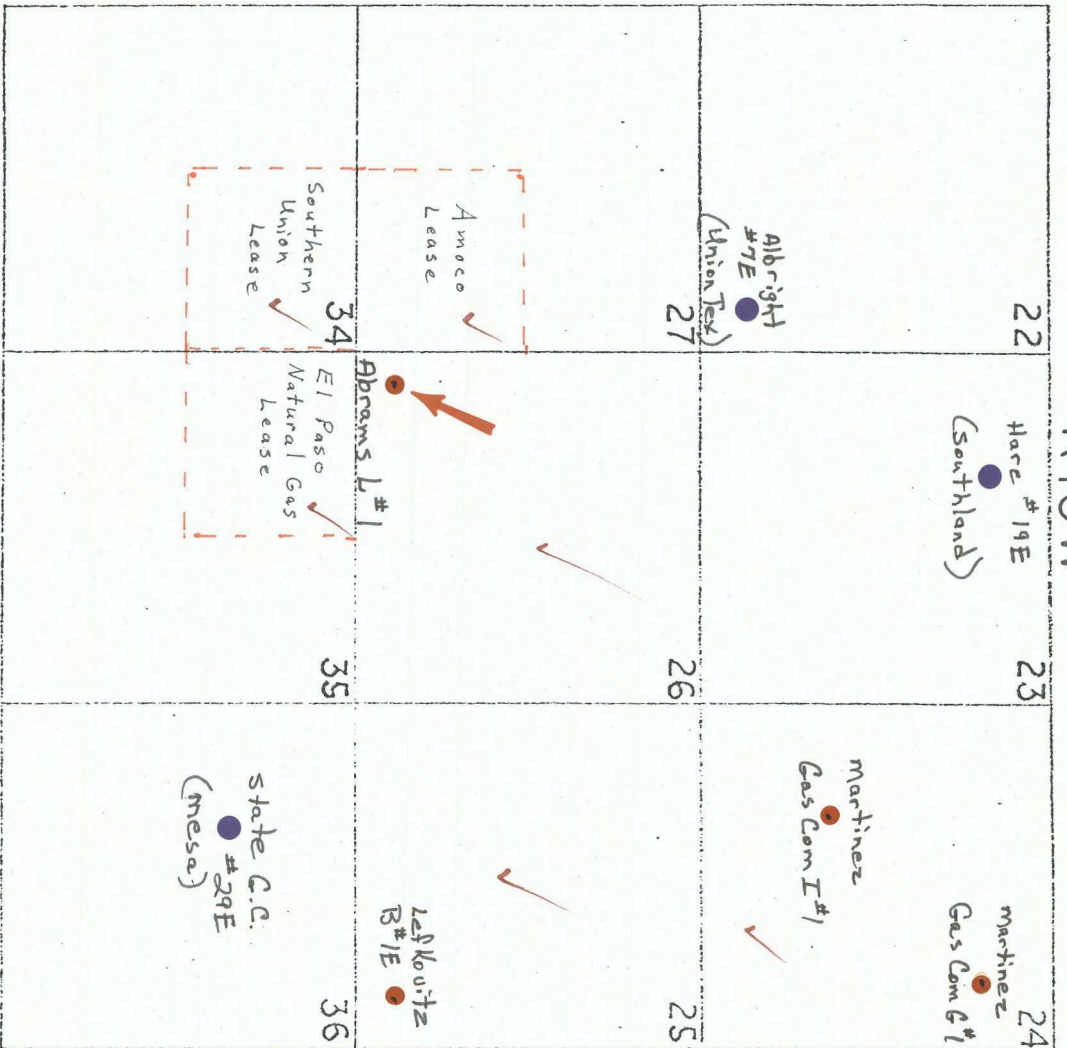 22
23
24
Hare #19E
(Southland)
Martinez
Gas Com G#1
Martinez
Gas Com I #1
Albright
#7E
(Union Tex)
27
26
25
Amoco
Lease
Abrams L #1
Lefkovitz
B#1E
34
35
36
Southern
Union
Lease
El Paso
Natural Gas
Lease
State G.C.
#29E
(mesa)